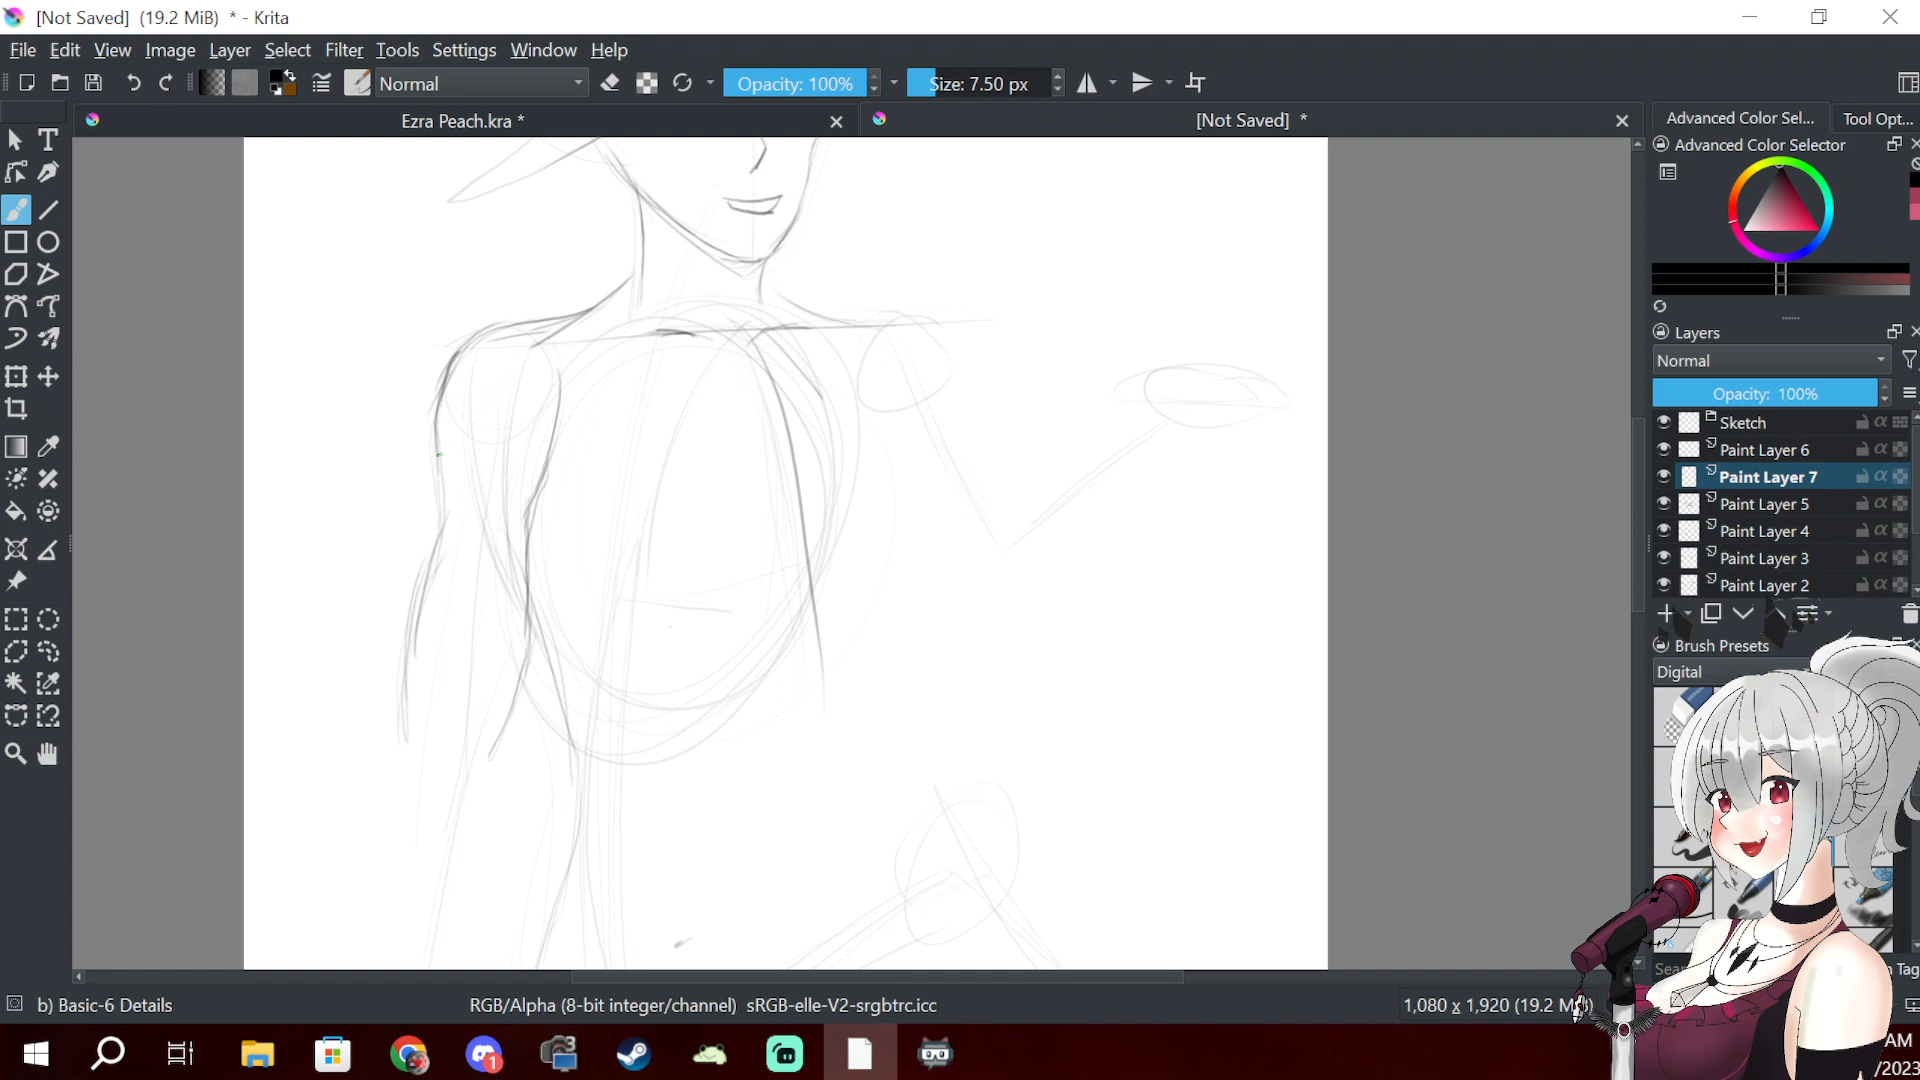 [Not Saved]  (19.2 MiB)  * - Krita
File Edit View Image Layer Select Filter Tools Settings Window Help
Normal
Opacity: 100%
Size: 7.50 px
Ezra Peach.kra *
[Not Saved]  *
Advanced Color Sel...
Tool Opt...
Advanced Color Selector
Layers
Normal
Opacity:  100%
Sketch
Paint Layer 6
Paint Layer 7
Paint Layer 5
Paint Layer 4
Paint Layer 3
Paint Layer 2
Brush Presets
Digital
Tag
b) Basic-6 Details
RGB/Alpha (8-bit integer/channel)  sRGB-elle-V2-srgbtrc.icc
1,080 x 1,920 (19.2 M
3
1
AM
/2023